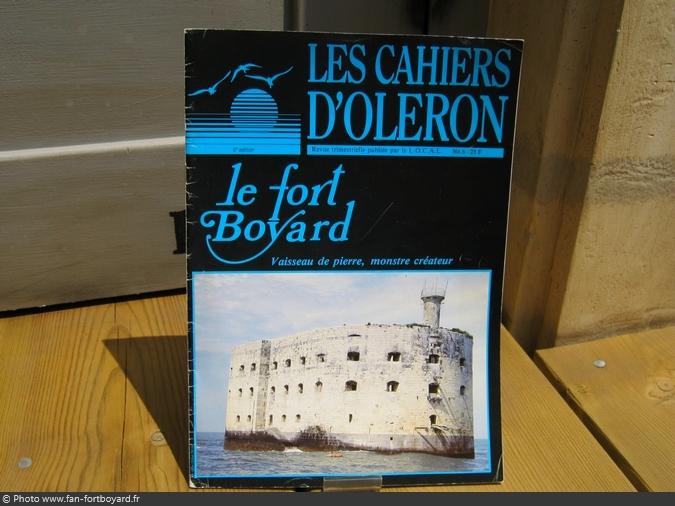 LES CAHIERS
D'OLERON
Revue trimestrielle publiée par le L.O.C.A.L.
25 F
le fort
Boyard
Vaisseau de pierre, monstre créateur
© Photo www.fan-fortboyard.fr